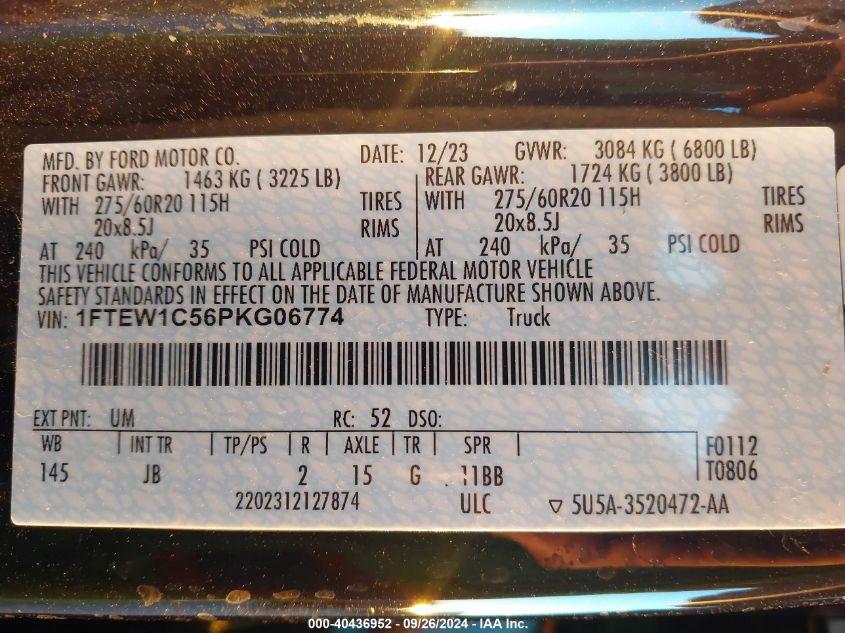 MFD. BY FORD MOTOR CO. DATE: 12/23 GVWR: 3084 KG ( 6800 LB)
FRONT GAWR: 1463 KG ( 3225 LB) REAR GAWR: 1724 KG ( 3800 LB)
WITH 275/60R20 115H TIRES WITH 275/60R20 115H TIRES
20x8.5J RIMS 20x8.5J RIMS
AT 240 kPa/ 35 PSI COLD AT 240 kPa/ 35 PSI COLD
THIS VEHICLE CONFORMS TO ALL APPLICABLE FEDERAL MOTOR VEHICLE
SAFETY STANDARDS IN EFFECT ON THE DATE OF MANUFACTURE SHOWN ABOVE.
VIN: 1FTEW1C56PKG06774 TYPE: Truck
EXT PNT: UM RC: 52 DSO:
WB INT TR TP/PS R AXLE TR SPR F0112
145 JB 2 15 G 11BB T0806
2202312127874 ULC ▽ 5U5A-3520472-AA
000-40436952 - 09/26/2024 - IAA Inc.